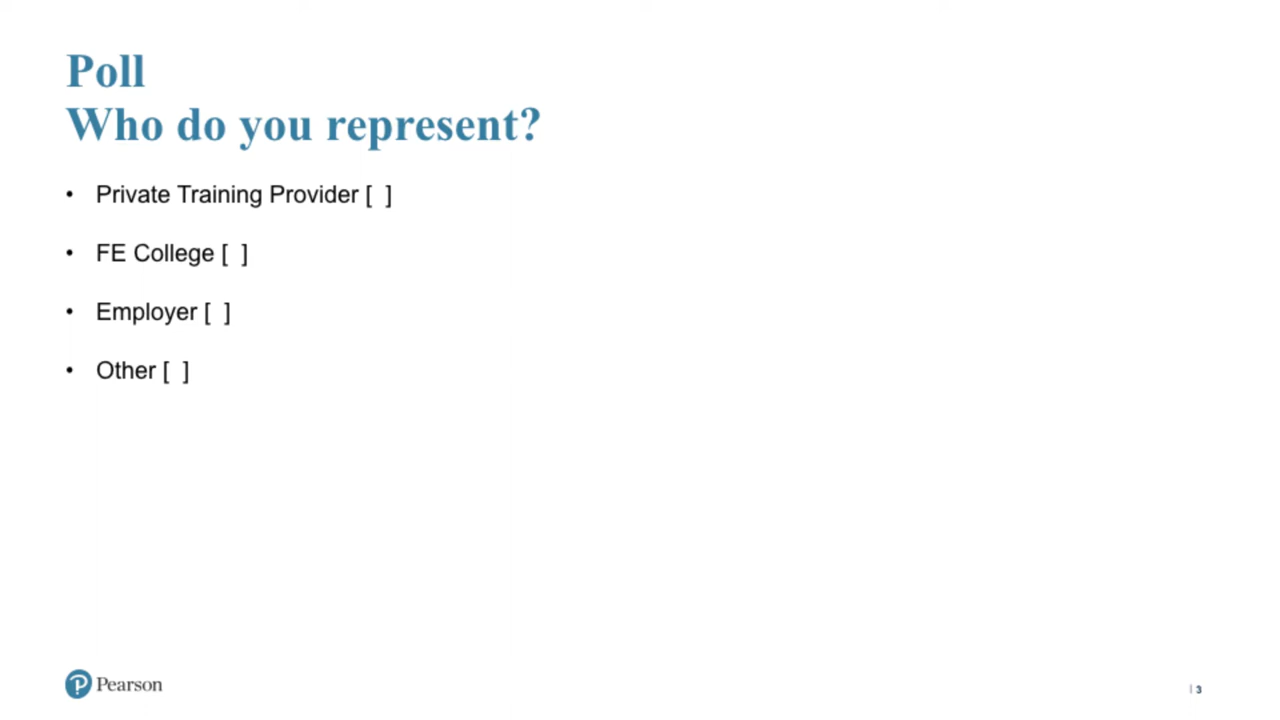 Poll
Who do you represent?
• Private Training Provider [ ]
• FE College [ ]
• Employer [ ]
• Other [ ]
Pearson
| 3